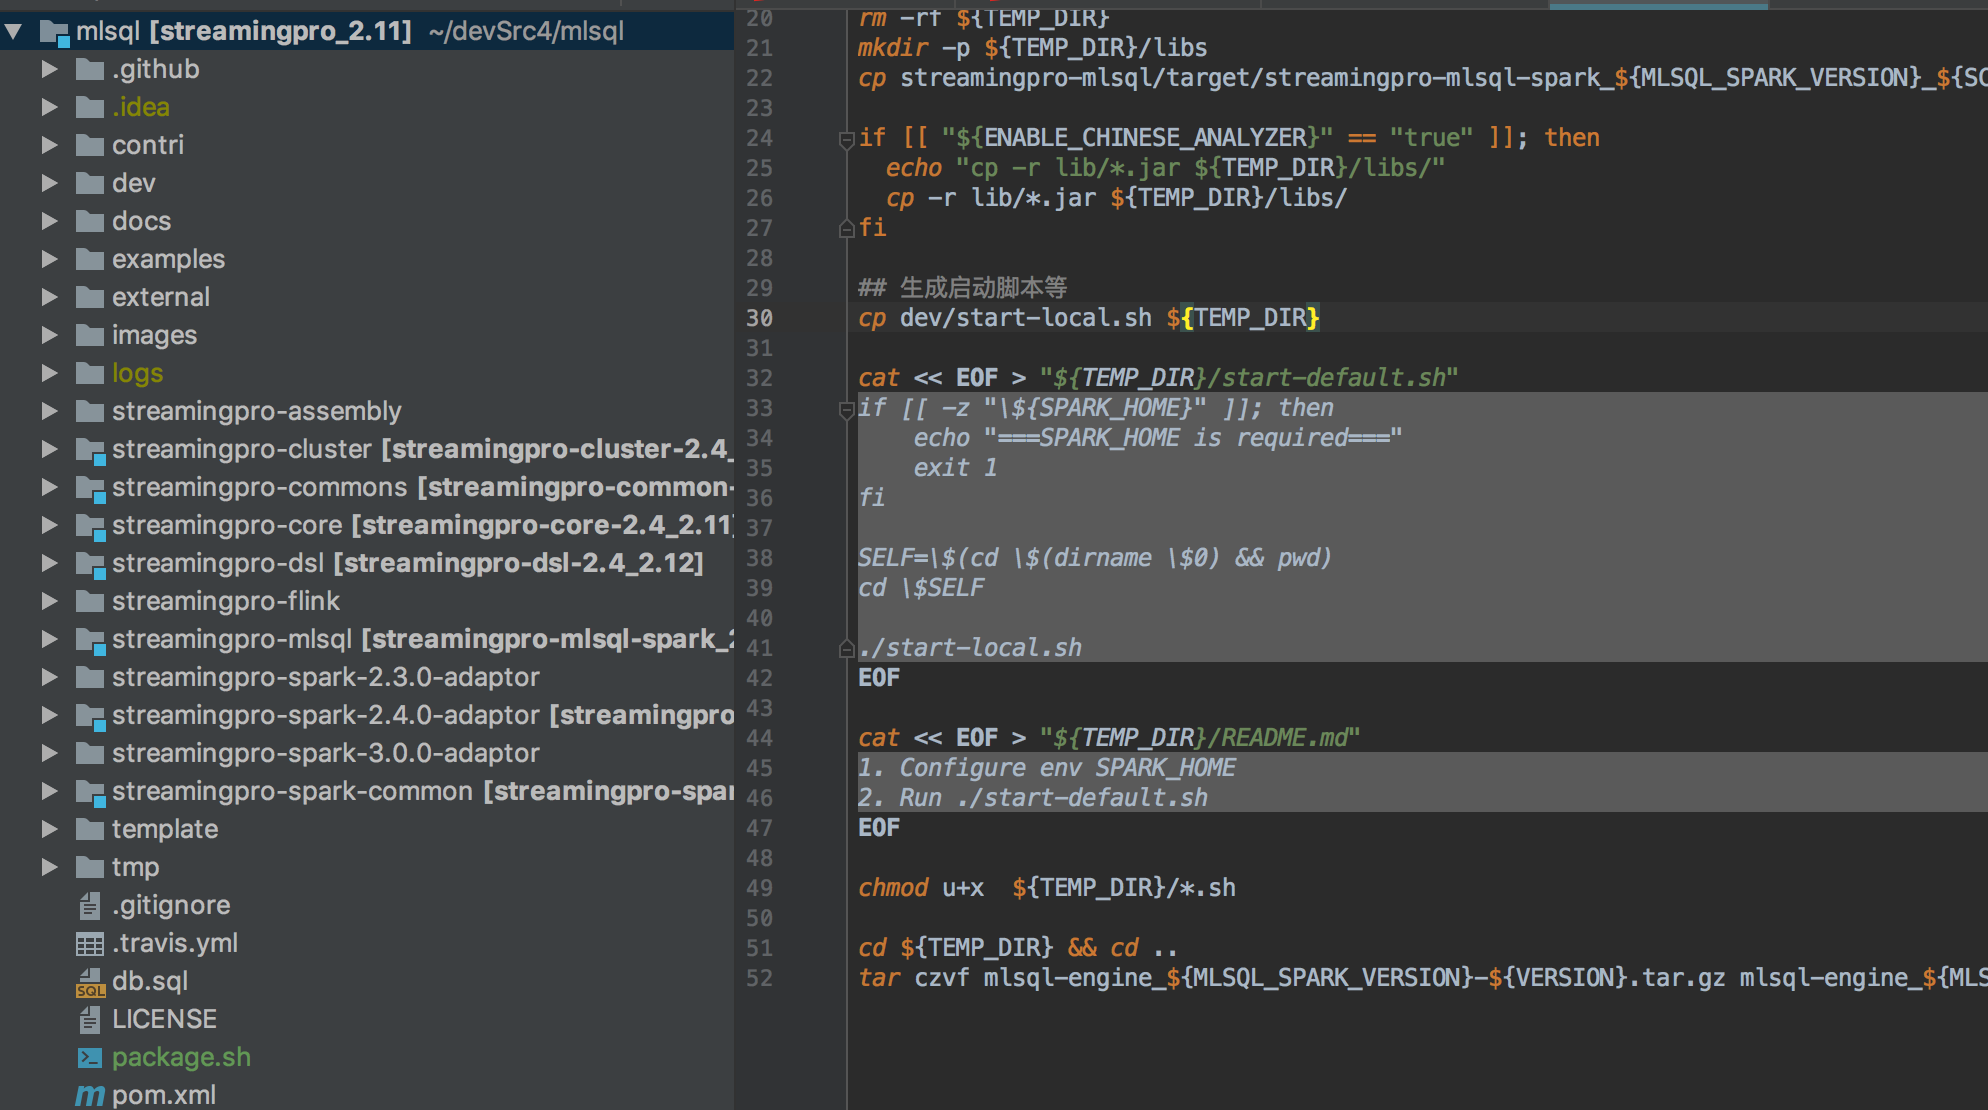 mlsql [streamingpro_2.11] ~/devSrc4/mlsql
.github
.idea
contri
dev
docs
examples
external
images
logs
streamingpro-assembly
streamingpro-cluster [streamingpro-cluster-2.4_
streamingpro-commons [streamingpro-common-
streamingpro-core [streamingpro-core-2.4_2.11]
streamingpro-dsl [streamingpro-dsl-2.4_2.12]
streamingpro-flink
streamingpro-mlsql [streamingpro-mlsql-spark_2
streamingpro-spark-2.3.0-adaptor
streamingpro-spark-2.4.0-adaptor [streamingpro
streamingpro-spark-3.0.0-adaptor
streamingpro-spark-common [streamingpro-spar
template
tmp
.gitignore
.travis.yml
SQL db.sql
LICENSE
package.sh
m pom.xml
20 rm -rf ${TEMP_DIR}
21 mkdir -p ${TEMP_DIR}/libs
22 cp streamingpro-mlsql/target/streamingpro-mlsql-spark_${MLSQL_SPARK_VERSION}_${SC
23
24 if [[ "${ENABLE_CHINESE_ANALYZER}" == "true" ]]; then
25   echo "cp -r lib/*.jar ${TEMP_DIR}/libs/"
26   cp -r lib/*.jar ${TEMP_DIR}/libs/
27 fi
28
29 ## 生成启动脚本等
30 cp dev/start-local.sh ${TEMP_DIR}
31
32 cat << EOF > "${TEMP_DIR}/start-default.sh"
33 if [[ -z "\${SPARK_HOME}" ]]; then
34     echo "===SPARK_HOME is required==="
35     exit 1
36 fi
37
38 SELF=\$(cd \$(dirname \$0) && pwd)
39 cd \$SELF
40
41 ./start-local.sh
42 EOF
43
44 cat << EOF > "${TEMP_DIR}/README.md"
45 1. Configure env SPARK_HOME
46 2. Run ./start-default.sh
47 EOF
48
49 chmod u+x  ${TEMP_DIR}/*.sh
50
51 cd ${TEMP_DIR} && cd ..
52 tar czvf mlsql-engine_${MLSQL_SPARK_VERSION}-${VERSION}.tar.gz mlsql-engine_${MLS